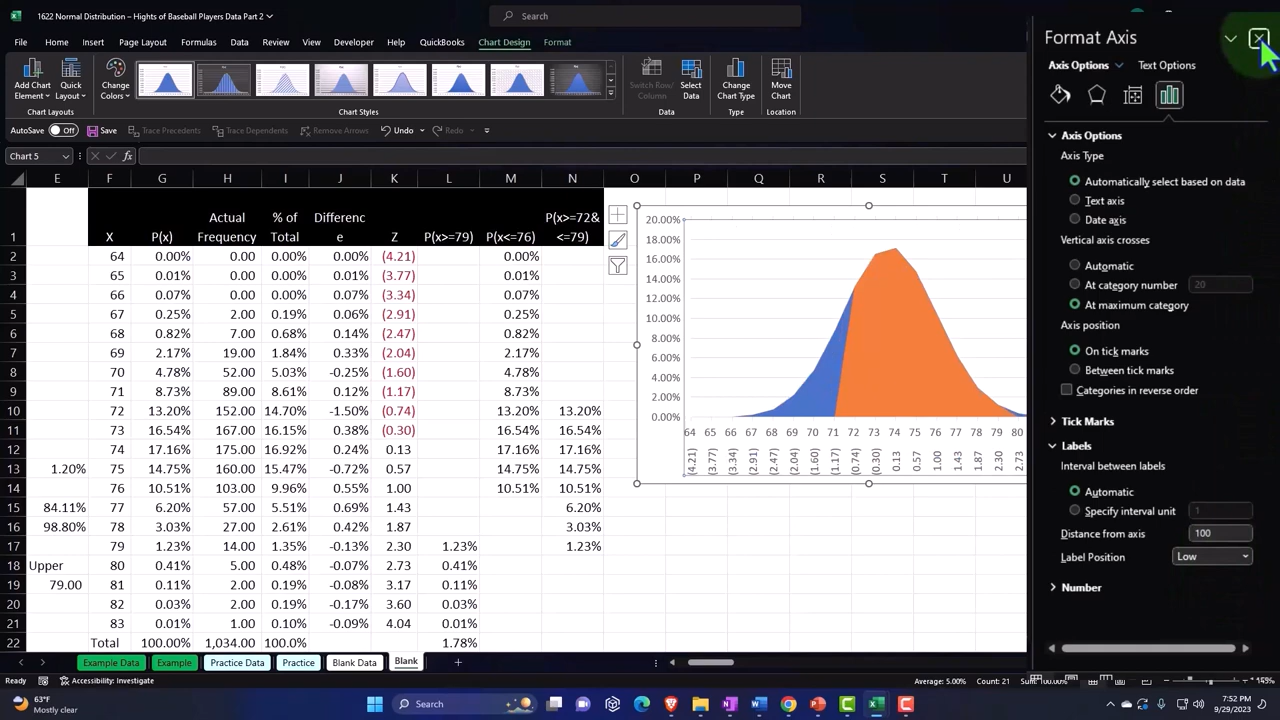 1622 Normal Distribution – Hights of Baseball Players Data Part 2
Search
Format Axis
File Home Insert Page Layout Formulas Data Review View Developer Help QuickBooks Chart Design Format
Axis Options Text Options
Add Chart Element Quick Layout Change Colors Switch Row/ Column Select Data Change Chart Type Move Chart
Chart Layouts Chart Styles Data Type Location
AutoSave Off Save Trace Precedents Trace Dependents Remove Arrows Undo Redo
Chart 5 fx
Axis Options
Axis Type
Automatically select based on data
Text axis
Date axis
Vertical axis crosses
Automatic
At category number 20
At maximum category
Axis position
On tick marks
Between tick marks
Categories in reverse order
Tick Marks
Labels
Interval between labels
Automatic
Specify interval unit 1
Distance from axis 100
Label Position Low
Number
E F G H I J K L M N O P Q R S T U
Actual % of Differenc P(x>=72&
1 X P(x) Frequency Total e Z P(x>=79) P(x<=76) <=79)
2 64 0.00% 0.00 0.00% 0.00% (4.21) 0.00%
3 65 0.01% 0.00 0.00% 0.01% (3.77) 0.01%
4 66 0.07% 0.00 0.00% 0.07% (3.34) 0.07%
5 67 0.25% 2.00 0.19% 0.06% (2.91) 0.25%
6 68 0.82% 7.00 0.68% 0.14% (2.47) 0.82%
7 69 2.17% 19.00 1.84% 0.33% (2.04) 2.17%
8 70 4.78% 52.00 5.03% -0.25% (1.60) 4.78%
9 71 8.73% 89.00 8.61% 0.12% (1.17) 8.73%
10 72 13.20% 152.00 14.70% -1.50% (0.74) 13.20% 13.20%
11 73 16.54% 167.00 16.15% 0.38% (0.30) 16.54% 16.54%
12 74 17.16% 175.00 16.92% 0.24% 0.13 17.16% 17.16%
13 1.20% 75 14.75% 160.00 15.47% -0.72% 0.57 14.75% 14.75%
14 76 10.51% 103.00 9.96% 0.55% 1.00 10.51% 10.51%
15 84.11% 77 6.20% 57.00 5.51% 0.69% 1.43 6.20%
16 98.80% 78 3.03% 27.00 2.61% 0.42% 1.87 3.03%
17 79 1.23% 14.00 1.35% -0.13% 2.30 1.23% 1.23%
18 Upper 80 0.41% 5.00 0.48% -0.07% 2.73 0.41%
19 79.00 81 0.11% 2.00 0.19% -0.08% 3.17 0.11%
20 82 0.03% 2.00 0.19% -0.17% 3.60 0.03%
21 83 0.01% 1.00 0.10% -0.09% 4.04 0.01%
22 Total 100.00% 1,034.00 100.0% 1.78%
20.00%
18.00%
16.00%
14.00%
12.00%
10.00%
8.00%
6.00%
4.00%
2.00%
0.00%
64 65 66 67 68 69 70 71 72 73 74 75 76 77 78 79 80
(4.21) (3.77) (3.34) (2.91) (2.47) (2.04) (1.60) (1.17) (0.74) (0.30) 0.13 0.57 1.00 1.43 1.87 2.30 2.73
Example Data Example Practice Data Practice Blank Data Blank
Ready Accessibility: Investigate Average: 5.00% Count: 21
63°F
Mostly clear
Search
7:52 PM
9/29/2023